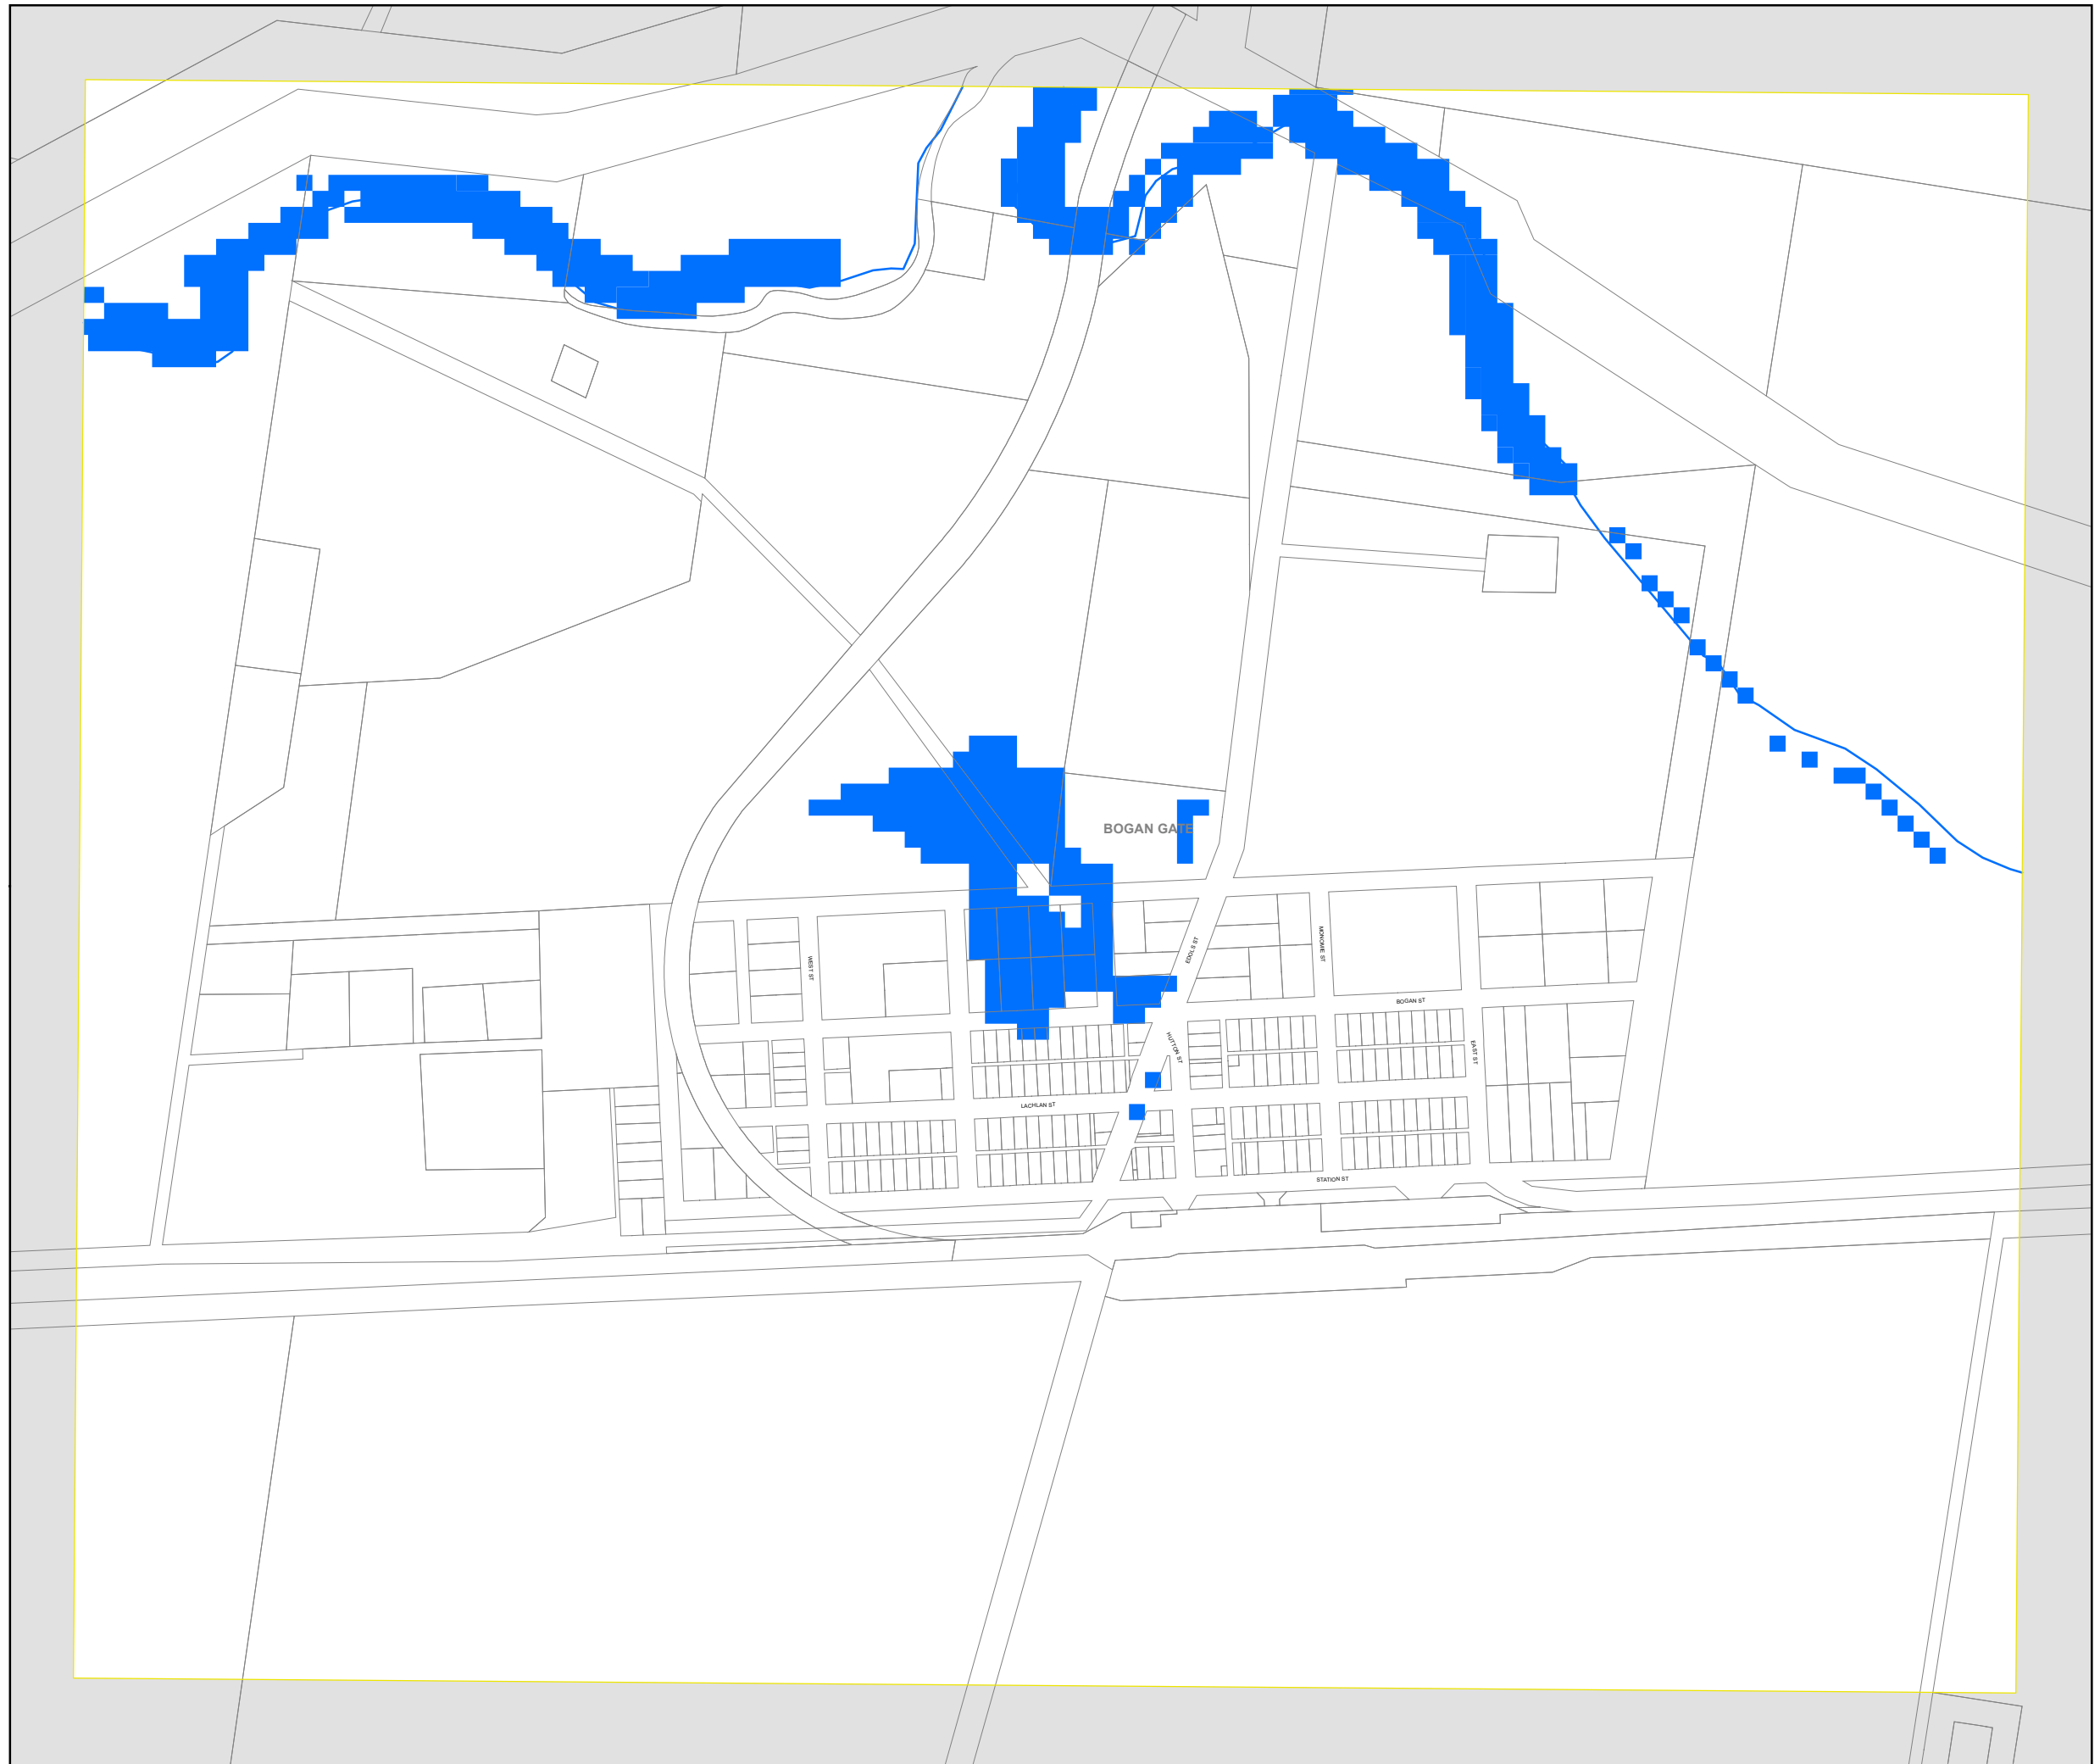 BOGAN GATE
WEST ST
EDOLS ST
MONOMIE ST
BOGAN ST
HUTTON ST
EAST ST
LACHLAN ST
STATION ST